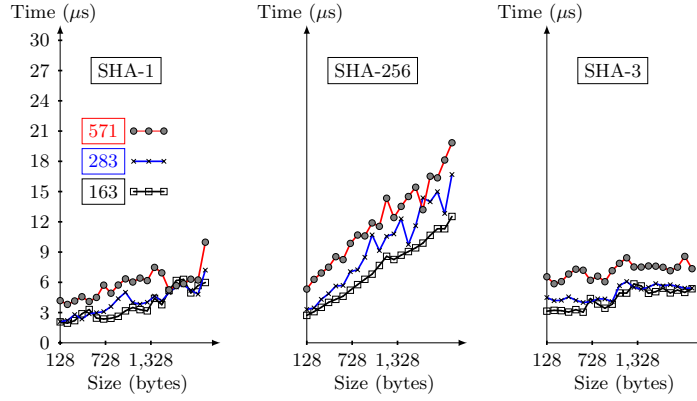 Time (μs)
30
27
24
21
18
15
12
9
6
3
0
SHA-1
571
283
163
128
728
1,328
Size (bytes)
Time (μs)
SHA-256
128
728
1,328
Size (bytes)
Time (μs)
SHA-3
128
728
1,328
Size (bytes)